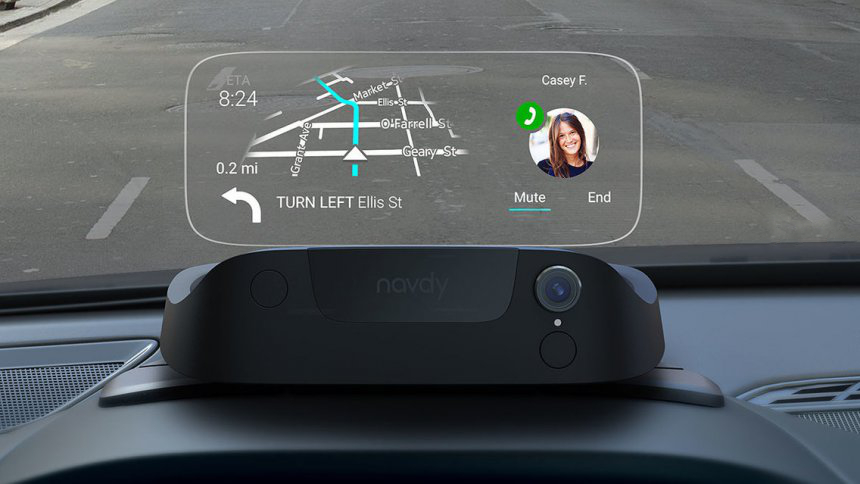 ETA
8:24
0.2 mi
Market St
Ellis St
O'Farrell St
Grant Ave
Geary St
TURN LEFT Ellis St
Casey F.
Mute
End
navdy